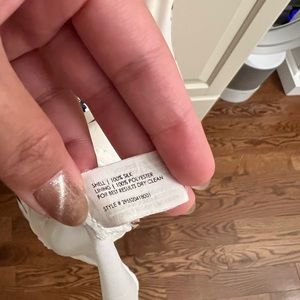 SHELL | 100% SILK
LINING | 100% POLYESTER
FOR BEST RESULTS DRY CLEAN
STYLE #